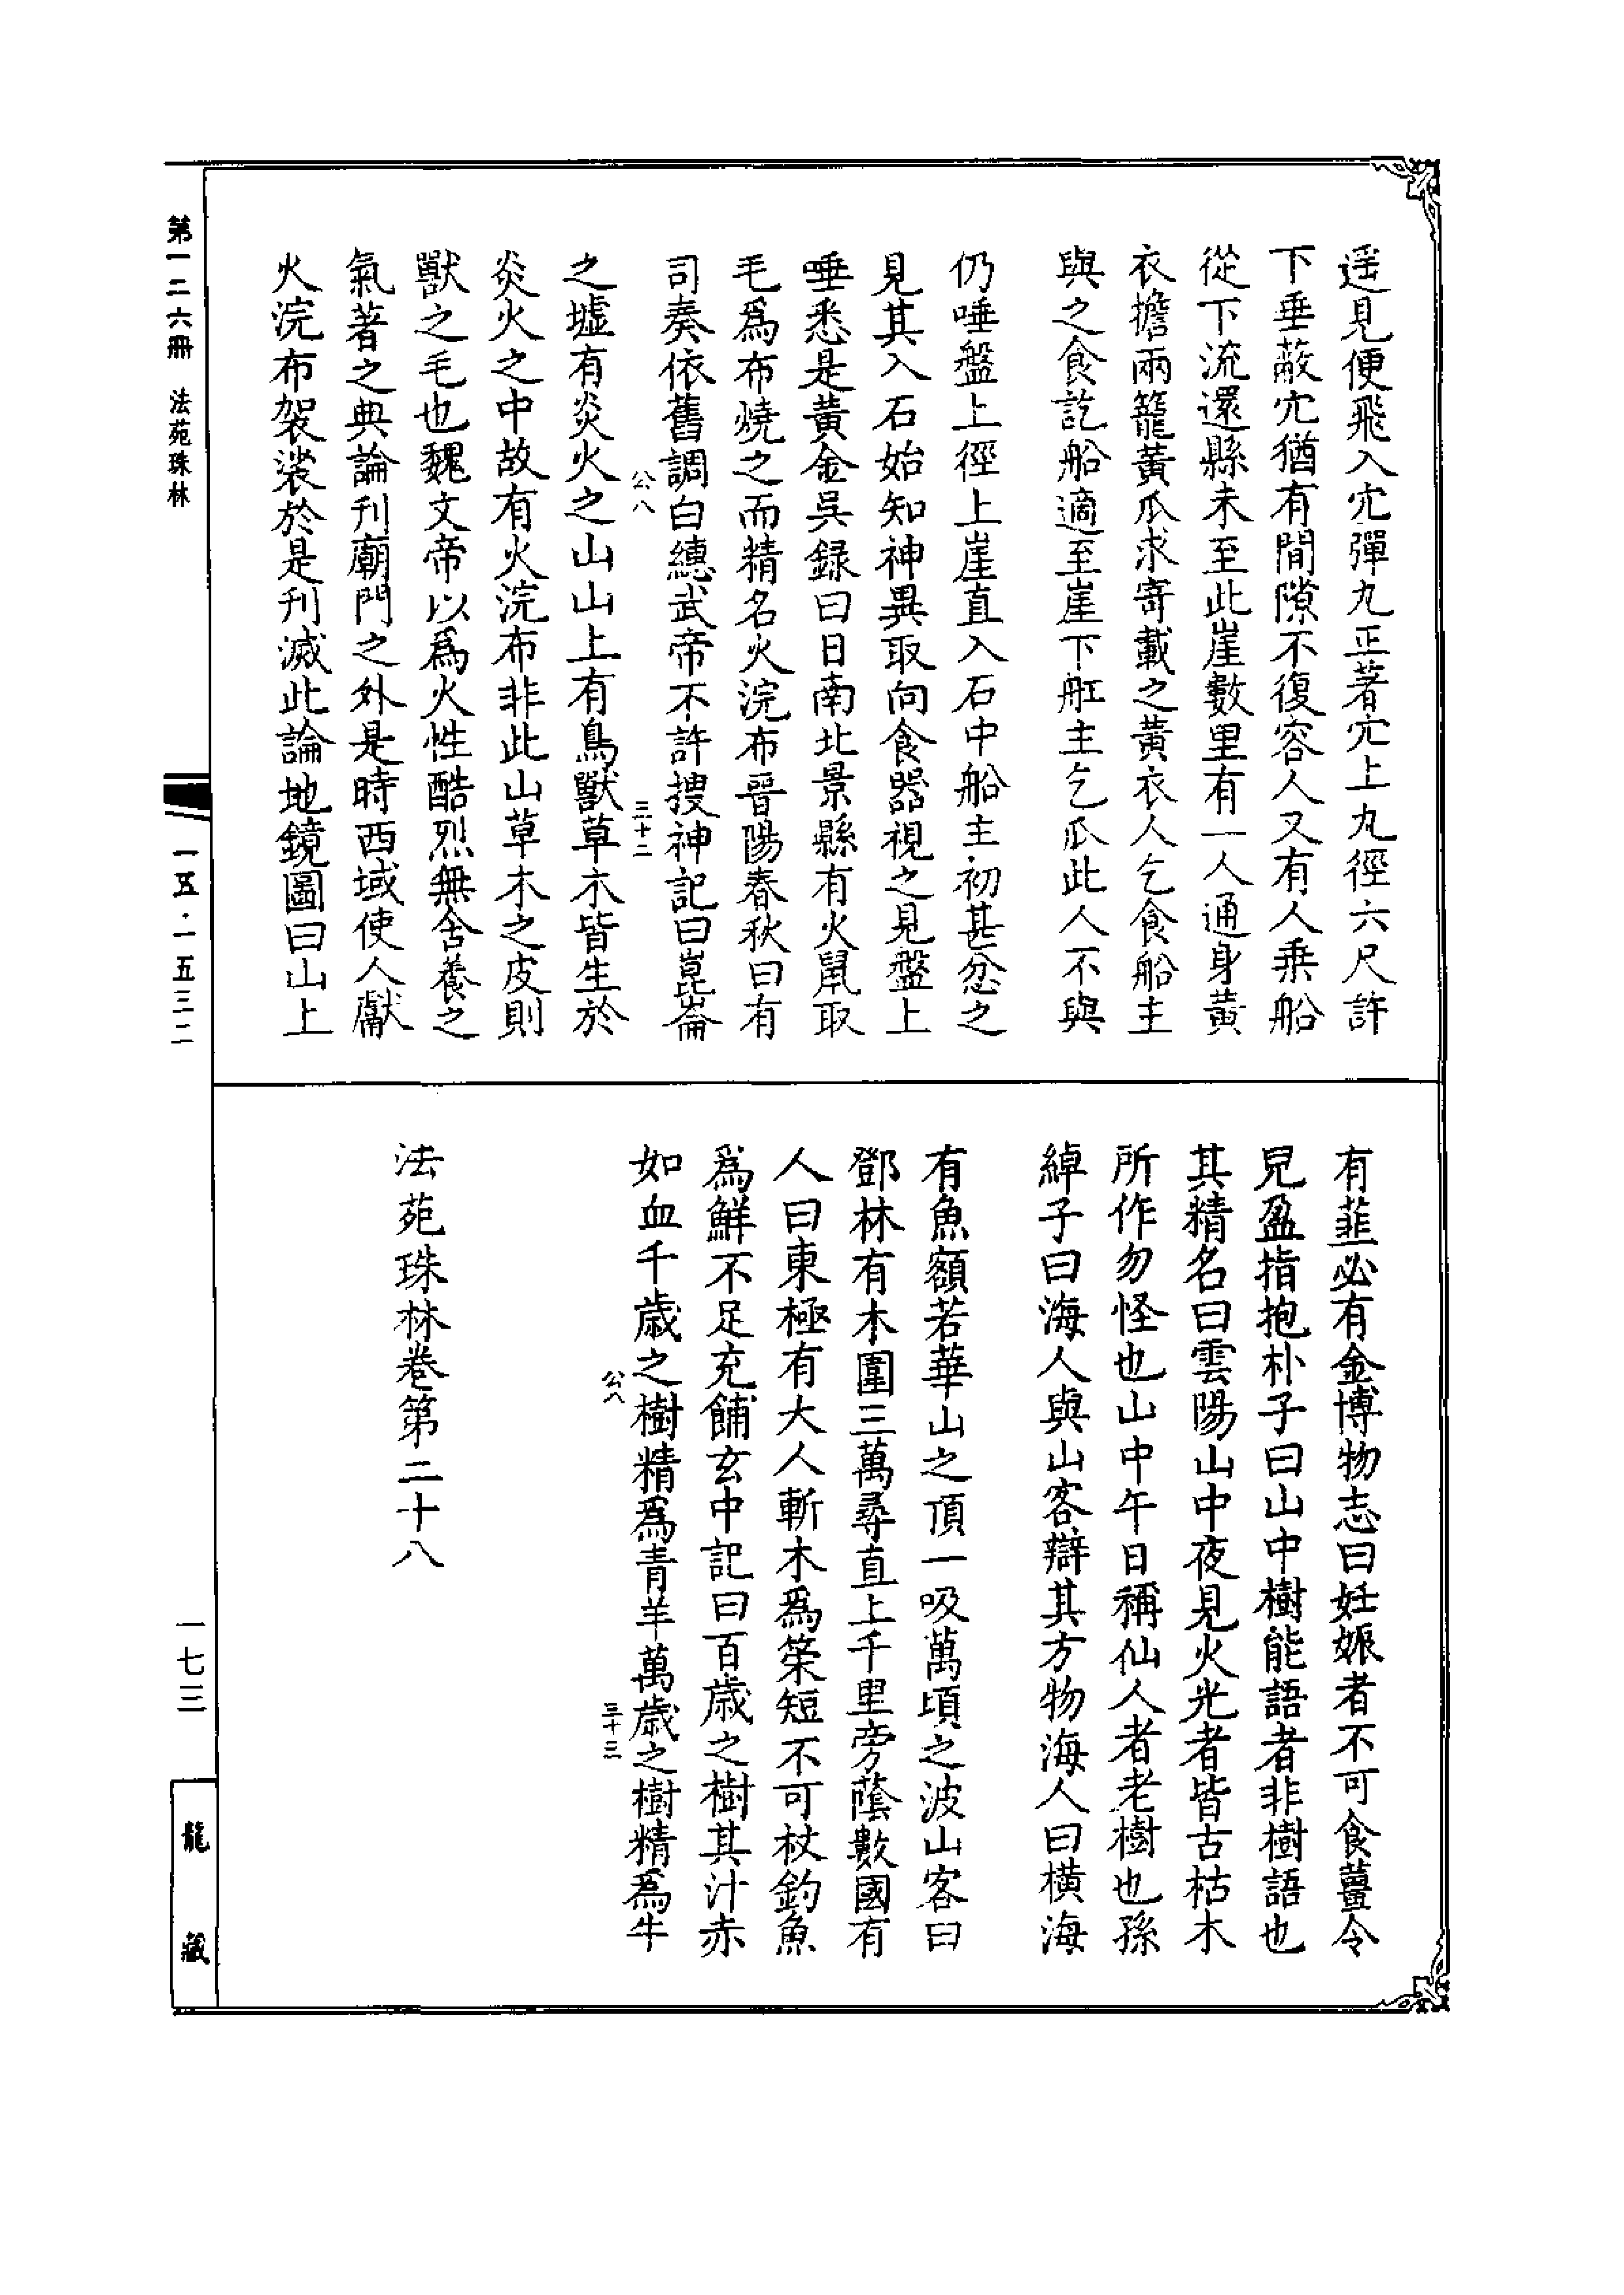 遥見便飛入宂彈丸正著宂上丸徑六尺許
下垂蔽宂猶有間隙不復容人又有人乗船
從下流還縣未至此崖數里有一人通身黃
衣擔兩籠黃瓜求寄載之黃衣人乞食船主
與之食訖船適至崖下舡主乞瓜此人不與
仍唾盤上徑上崖直入石中船主初甚忿之
見其入石始知神異取向食器視之見盤上
唾悉是黃金吳録曰日南北景縣有火鼠取
毛爲布燒之而精名火浣布晉陽春秋曰有
司奏依舊調白繐武帝不許搜神記曰崑崙
公八
三十二
之墟有炎火之山山上有鳥獸草木皆生於
炎火之中故有火浣布非此山草木之皮則
獸之毛也魏文帝以爲火性酷烈無含養之
氣著之典論刋廟門之外是時西域使人獻
火浣布袈裟於是刋滅此論地鏡圖曰山上
有韮必有金博物志曰妊娠者不可食薑令
兒盈指抱朴子曰山中樹能語者非樹語也
其精名曰雲陽山中夜見火光者皆古枯木
所作勿怪也山中午日稱仙人者老樹也孫
綽子曰海人與山客辯其方物海人曰橫海
有魚額若華山之頂一吸萬頃之波山客曰
鄧林有木圍三萬尋直上千里旁蔭數國有
人曰東極有大人斬木爲䇿短不可杖釣魚
爲鮮不足充餔玄中記曰百歲之樹其汁赤
如血千歲之樹精爲青羊萬歲之樹精爲牛
公八
三十三
法苑珠林卷第二十八
第一二六冊 法苑珠林
一五·一五三二
一七三
龍藏